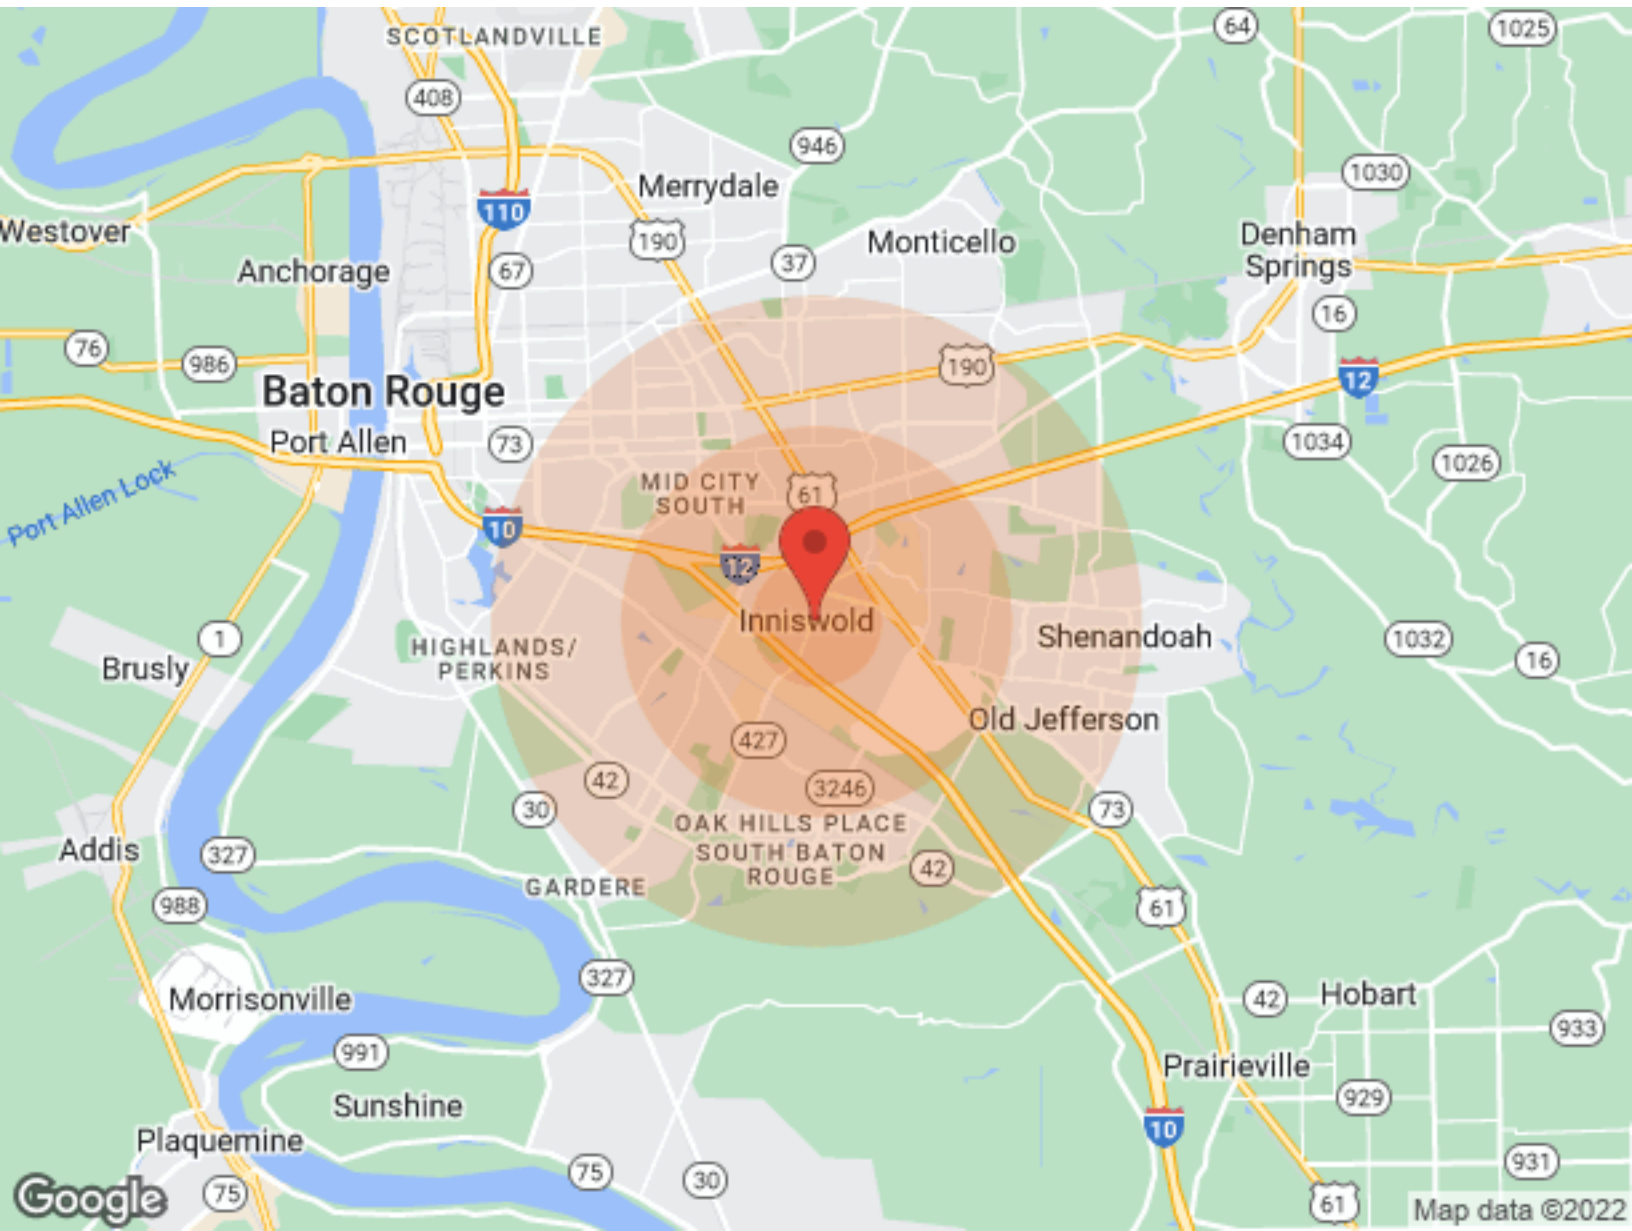 64
1025
SCOTLANDVILLE
408
946
1030
Merrydale
110
190
Westover
Monticello
Denham
Springs
37
67
Anchorage
16
76
986
190
12
Baton Rouge
Port Allen
73
1034
1026
MID CITY
SOUTH
61
Port Allen Lock
10
12
Inniswold
1
Shenandoah
1032
16
HIGHLANDS/
PERKINS
Brusly
Old Jefferson
427
42
3246
30
73
OAK HILLS PLACE
SOUTH BATON
ROUGE
Addis
327
42
GARDERE
988
61
327
Morrisonville
42
Hobart
933
991
Prairieville
Sunshine
929
10
Plaquemine
931
75
30
75
61
Google
Map data ©2022